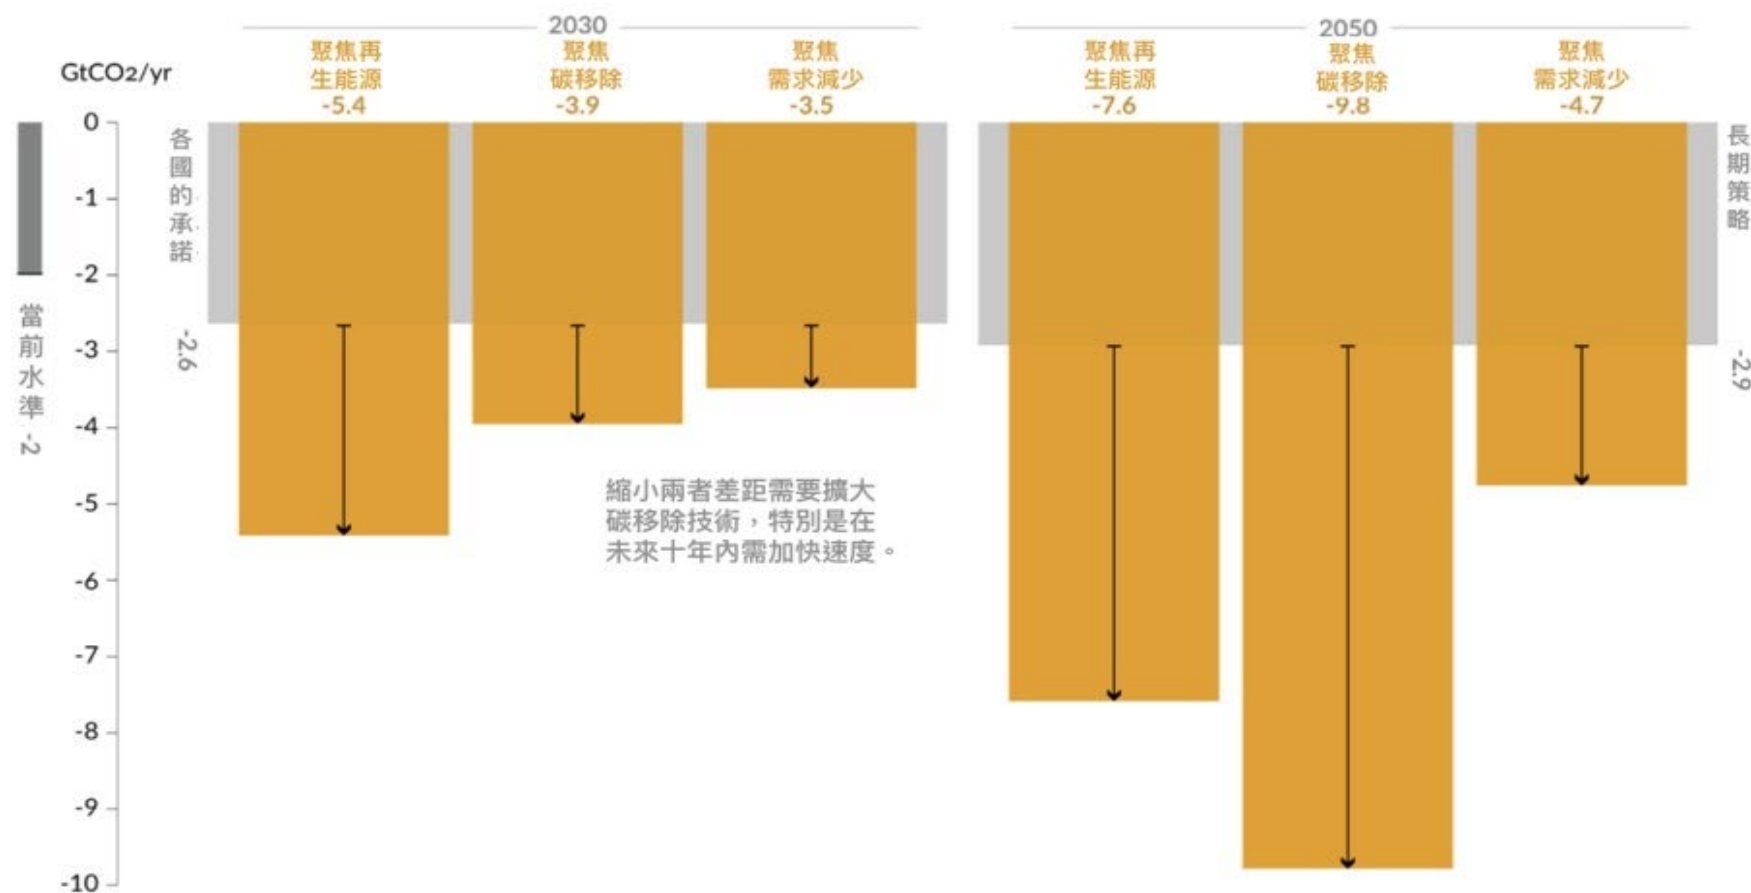 2030
2050
聚焦再
生能源
-5.4
聚焦
碳移除
-3.9
聚焦
需求減少
-3.5
聚焦再
生能源
-7.6
聚焦
碳移除
-9.8
聚焦
需求減少
-4.7
GtCO2/yr
0
-1
-2
-3
-4
-5
-6
-7
-8
-9
-10
當前水準 -2
各國的承諾
-2.6
長期策略
-2.9
縮小兩者差距需要擴大
碳移除技術，特別是在
未來十年內需加快速度。